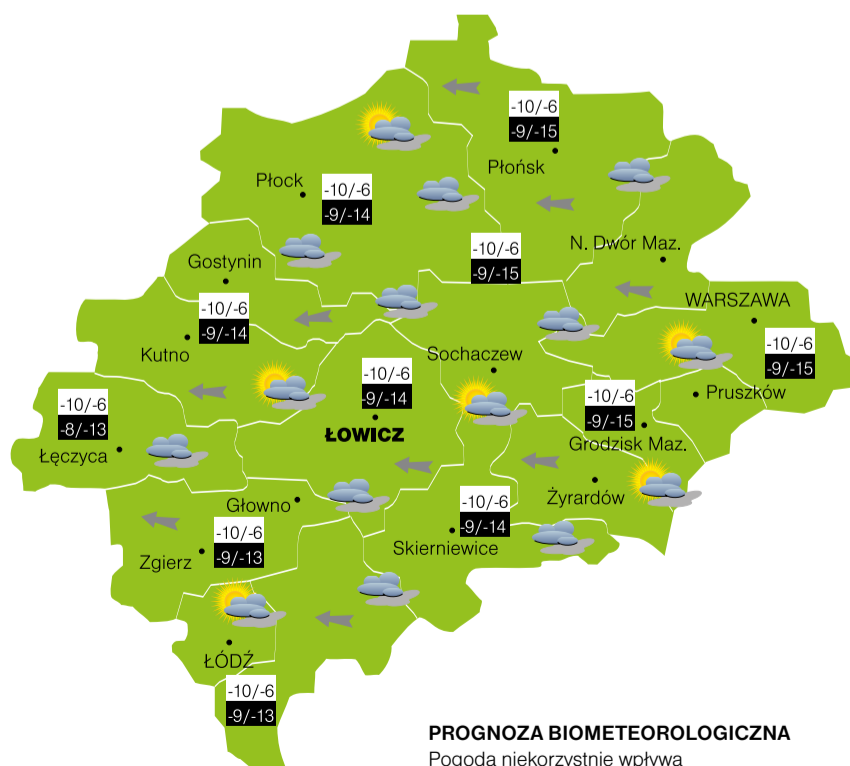 -10/-6
-9/-15
Płońsk
Płock
-10/-6
-9/-14
-10/-6
-9/-15
N. Dwór Maz.
Gostynin
WARSZAWA
-10/-6
-9/-14
Kutno
-10/-6
-9/-15
Sochaczew
-10/-6
-9/-14
ŁOWICZ
-10/-6
-9/-15
Pruszków
Grodzisk Maz.
-10/-6
-8/-13
Łęczyca
Żyrardów
Głowno
-10/-6
-9/-14
Skierniewice
-10/-6
-9/-13
Zgierz
ŁÓDŹ
-10/-6
-9/-13
PROGNOZA BIOMETEOROLOGICZNA
Pogoda niekorzystnie wpływa